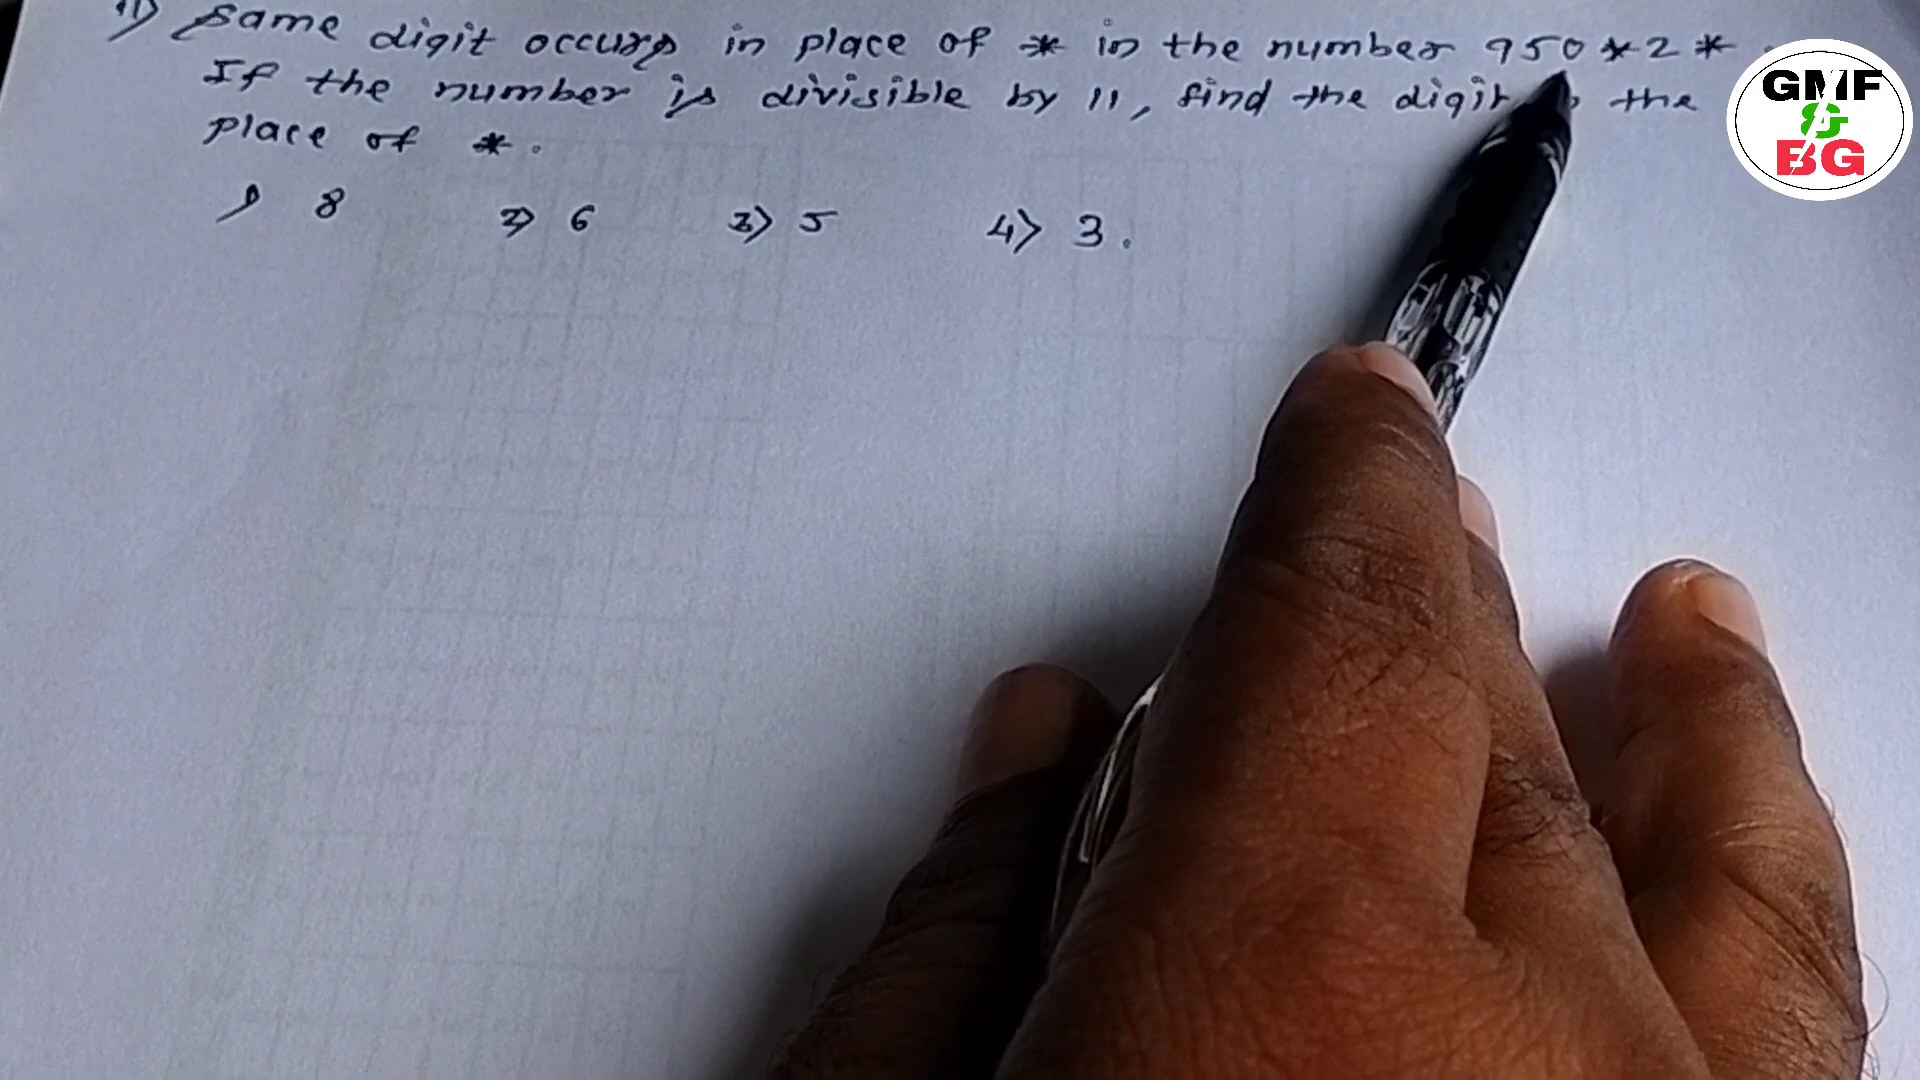 11) Same digit occurs in place of * in the number 950*2*.
If the number is divisible by 11, find the digit the
place of *.
1) 8 2) 6 3) 5 4) 3.
GMF
&
BG